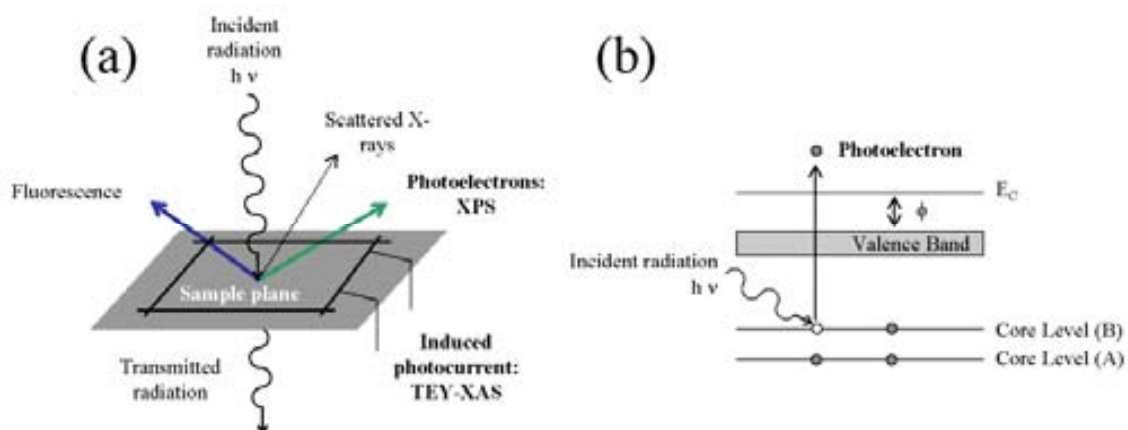 (a)
Incident
radiation
h ν
Scattered X-
rays
Fluorescence
Photoelectrons:
XPS
Sample plane
Induced
photocurrent:
TEY-XAS
Transmitted
radiation
(b)
Photoelectron
E_C
ϕ
Valence Band
Incident radiation
h ν
Core Level (B)
Core Level (A)